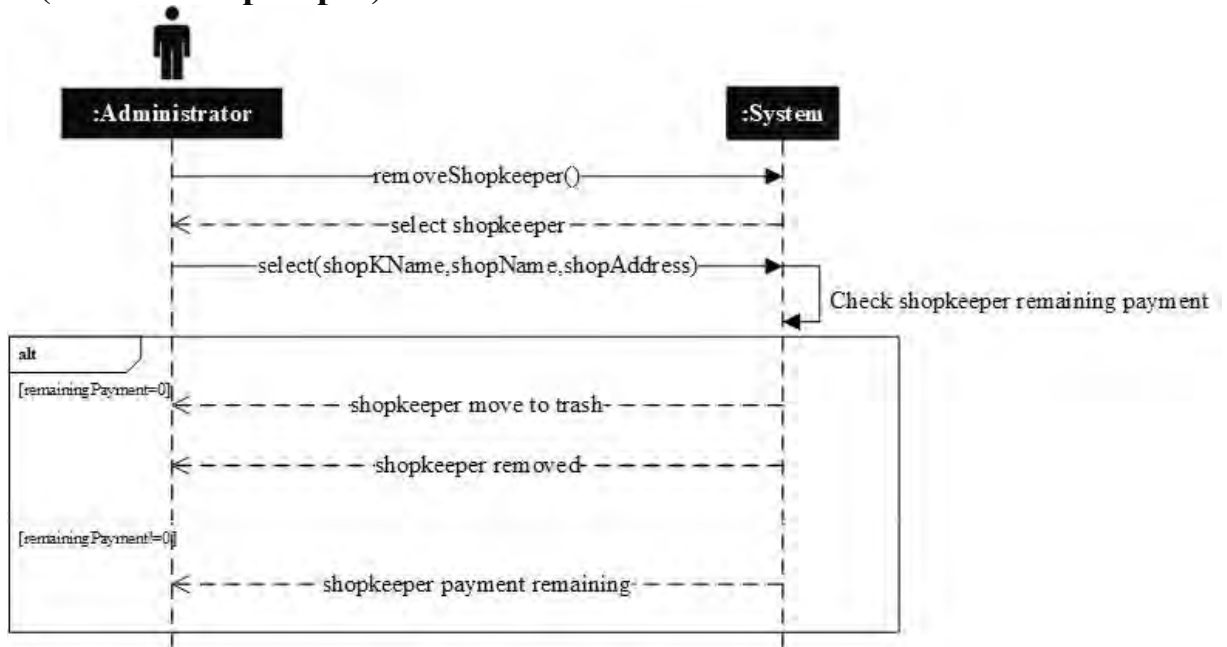 :Administrator
:System
removeShopkeeper()
select shopkeeper
select(shopKName,shopName,shopAddress)
Check shopkeeper remaining payment
alt
[remainingPayment=0]
shopkeeper move to trash
shopkeeper removed
[remainingPayment!=0]
shopkeeper payment remaining